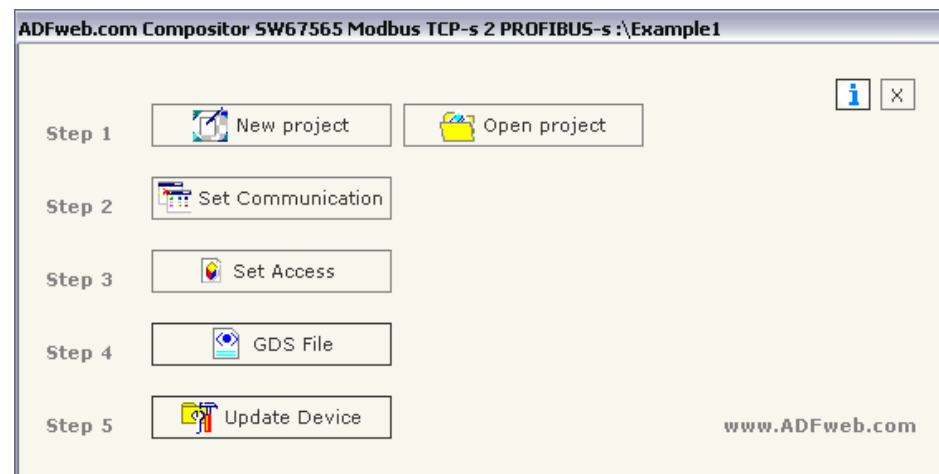 ADFweb.com Compositor SW67565 Modbus TCP-s 2 PROFIBUS-s :\Example1
i X
Step 1 New project Open project
Step 2 Set Communication
Step 3 Set Access
Step 4 GDS File
Step 5 Update Device
www.ADFweb.com